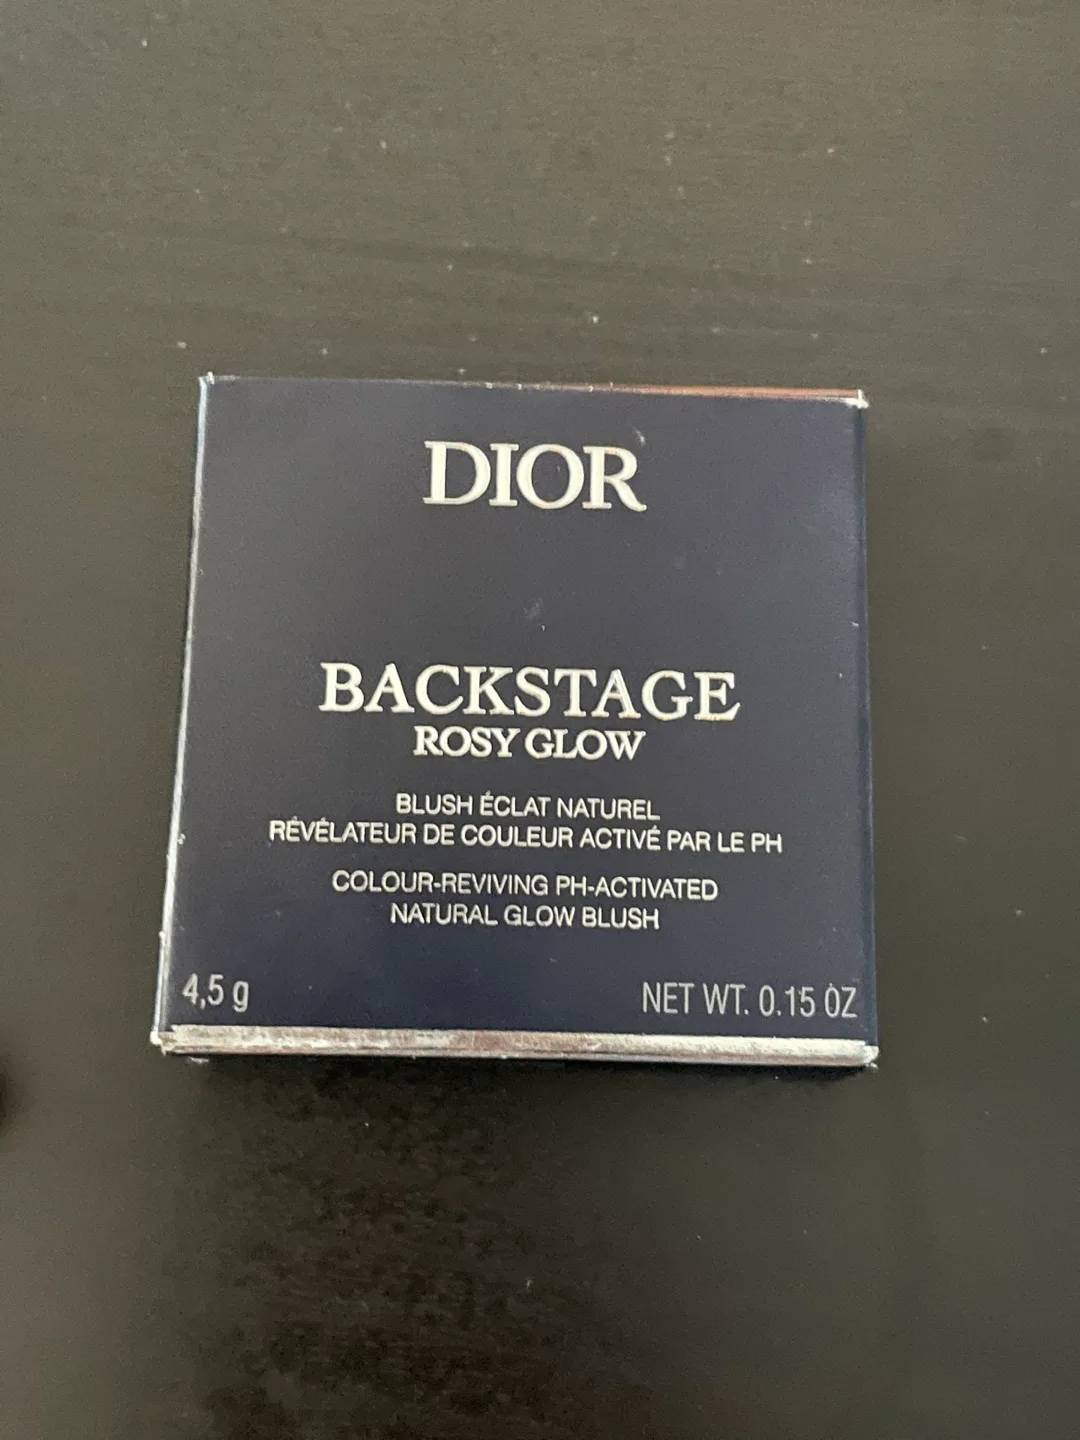 DIOR
BACKSTAGE
ROSY GLOW
BLUSH ÉCLAT NATUREL
RÉVÉLATEUR DE COULEUR ACTIVÉ PAR LE PH
COLOUR-REVIVING PH-ACTIVATED
NATURAL GLOW BLUSH
4,5 g NET WT. 0.15 OZ